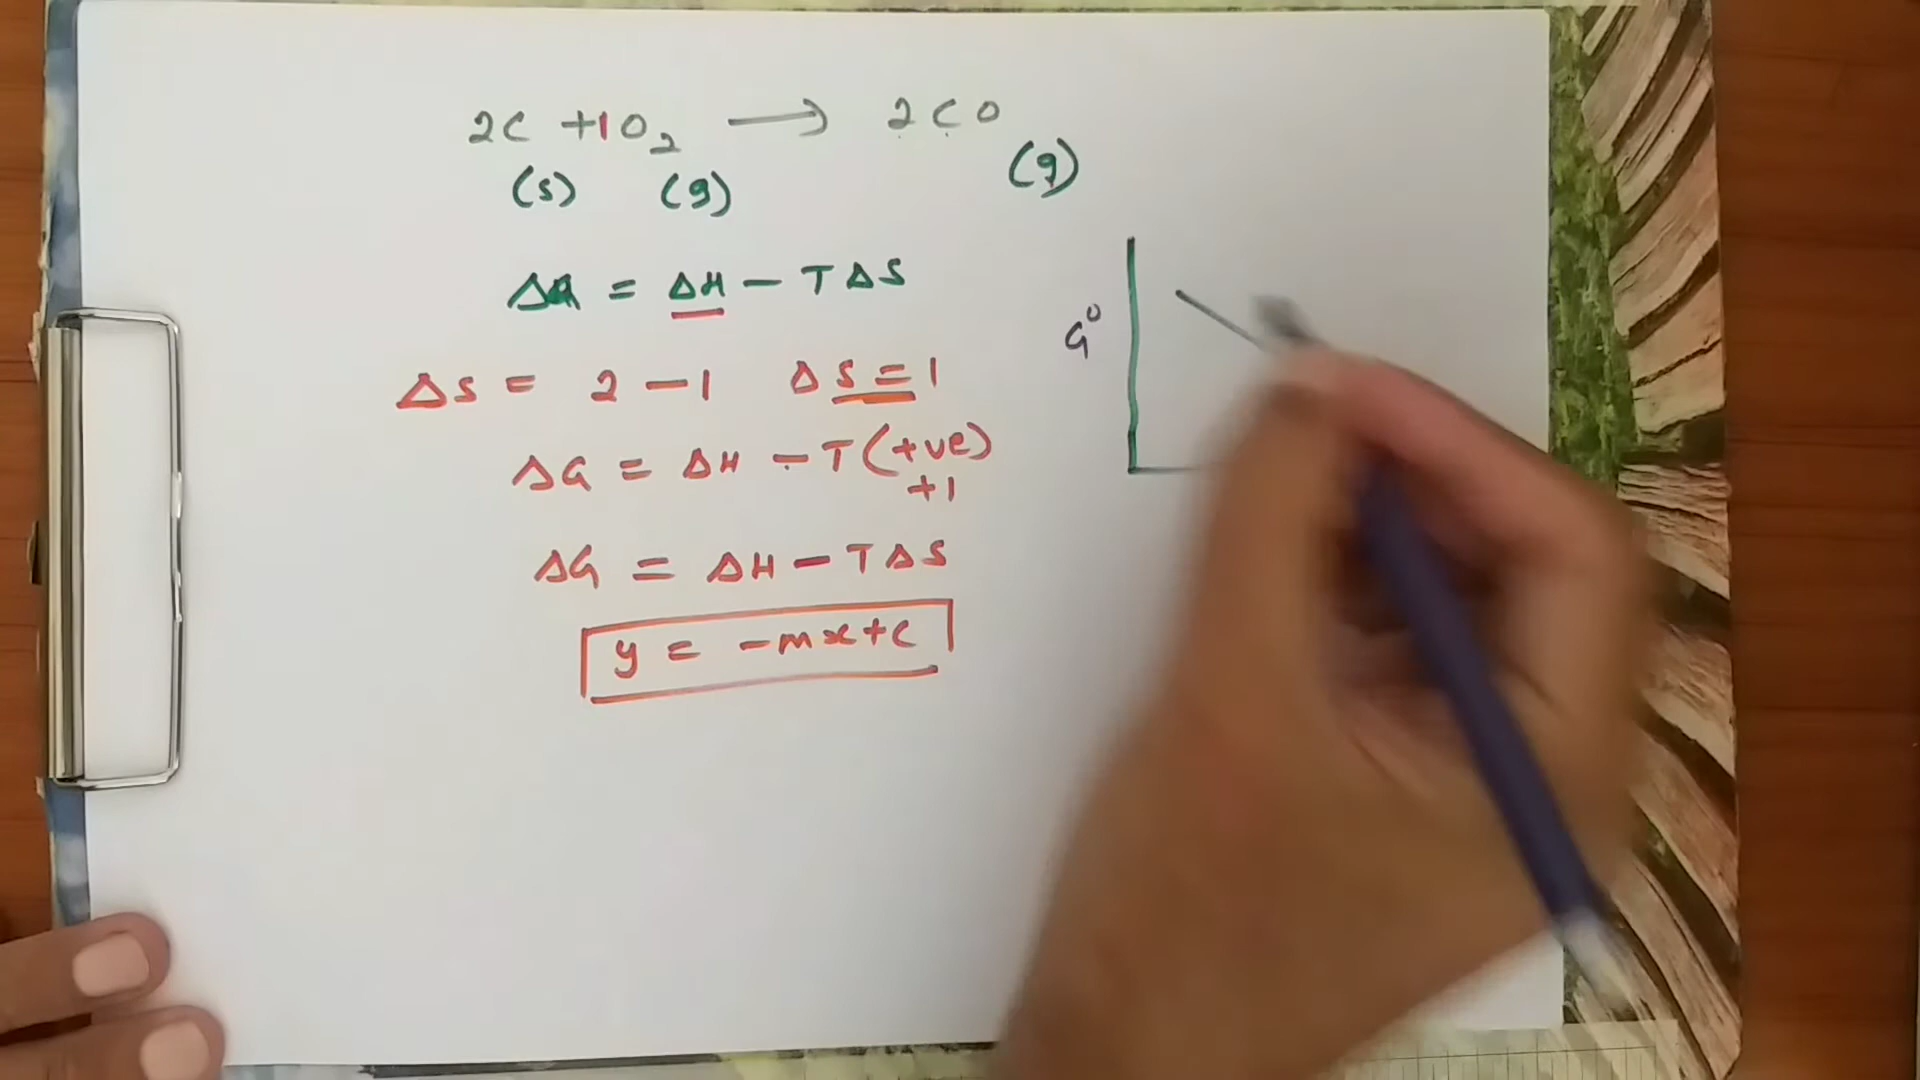 2C +1O₂ ⟶ 2CO
(s) (g) (g)
ΔG = ΔH - TΔS
G⁰
ΔS = 2 - 1 ΔS = 1
ΔG = ΔH - T(+ve)
+1
ΔG = ΔH - TΔS
y = -mx+c